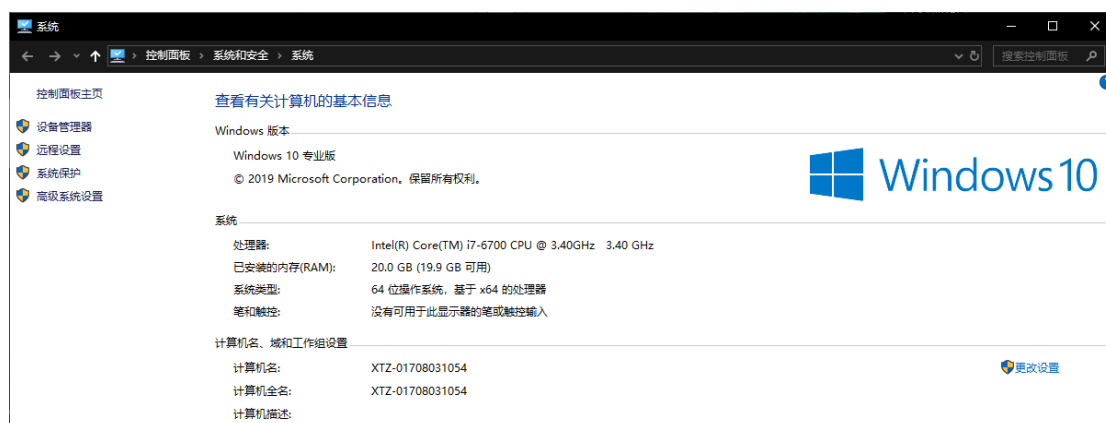 系统
控制面板 › 系统和安全 › 系统
搜索控制面板
控制面板主页
设备管理器
远程设置
系统保护
高级系统设置
查看有关计算机的基本信息
Windows 版本
Windows 10 专业版
© 2019 Microsoft Corporation。保留所有权利。
Windows 10
系统
处理器: Intel(R) Core(TM) i7-6700 CPU @ 3.40GHz 3.40 GHz
已安装的内存(RAM): 20.0 GB (19.9 GB 可用)
系统类型: 64 位操作系统, 基于 x64 的处理器
笔和触控: 没有可用于此显示器的笔或触控输入
计算机名、域和工作组设置
计算机名: XTZ-01708031054
更改设置
计算机全名: XTZ-01708031054
计算机描述: